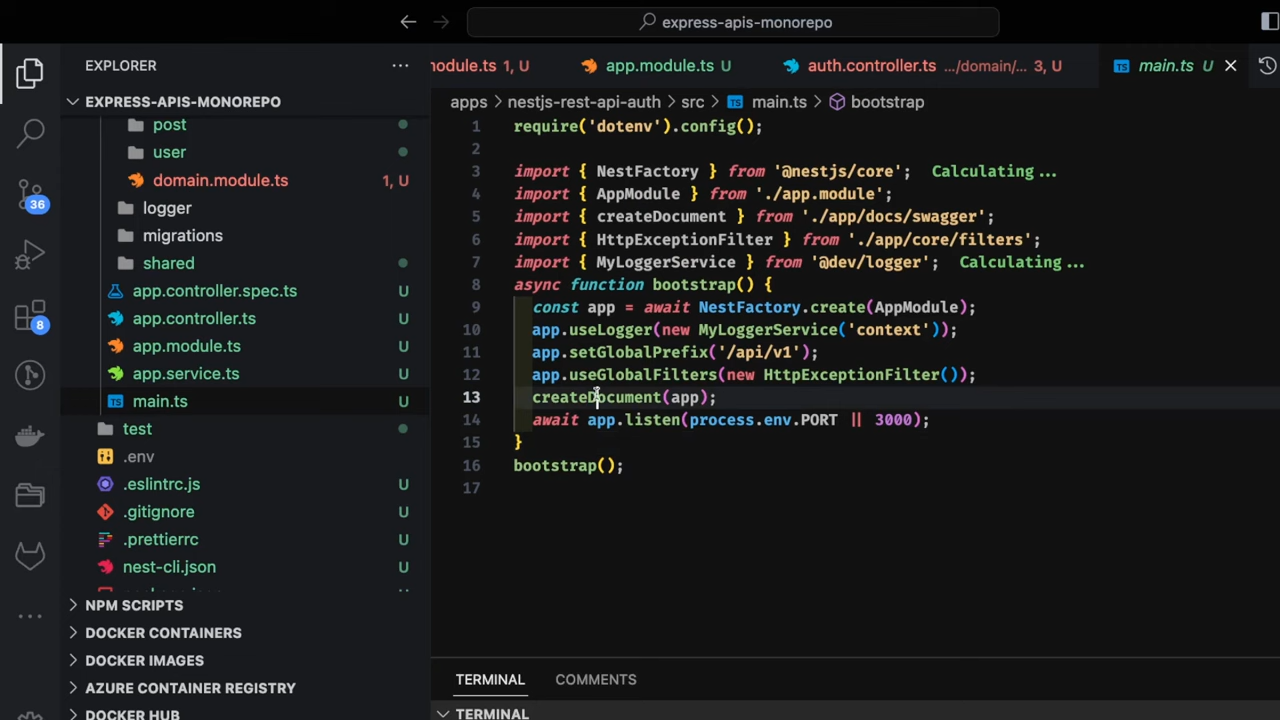 express-apis-monorepo
EXPLORER
EXPRESS-APIS-MONOREPO
post
user
domain.module.ts 1, U
logger
migrations
shared
app.controller.spec.ts U
app.controller.ts U
app.module.ts U
app.service.ts U
main.ts U
test
.env
.eslintrc.js U
.gitignore U
.prettierrc U
nest-cli.json U
NPM SCRIPTS
DOCKER CONTAINERS
DOCKER IMAGES
AZURE CONTAINER REGISTRY
DOCKER HUB
36
8
nodule.ts 1, U
app.module.ts U
auth.controller.ts .../domain/... 3, U
main.ts U
apps > nestjs-rest-api-auth > src > TS main.ts > bootstrap
1 require('dotenv').config();
2
3 import { NestFactory } from '@nestjs/core'; Calculating...
4 import { AppModule } from './app.module';
5 import { createDocument } from './app/docs/swagger';
6 import { HttpExceptionFilter } from './app/core/filters';
7 import { MyLoggerService } from '@dev/logger'; Calculating...
8 async function bootstrap() {
9 const app = await NestFactory.create(AppModule);
10 app.useLogger(new MyLoggerService('context'));
11 app.setGlobalPrefix('/api/v1');
12 app.useGlobalFilters(new HttpExceptionFilter());
13 createDocument(app);
14 await app.listen(process.env.PORT || 3000);
15 }
16 bootstrap();
17
TERMINAL
COMMENTS
TERMINAL